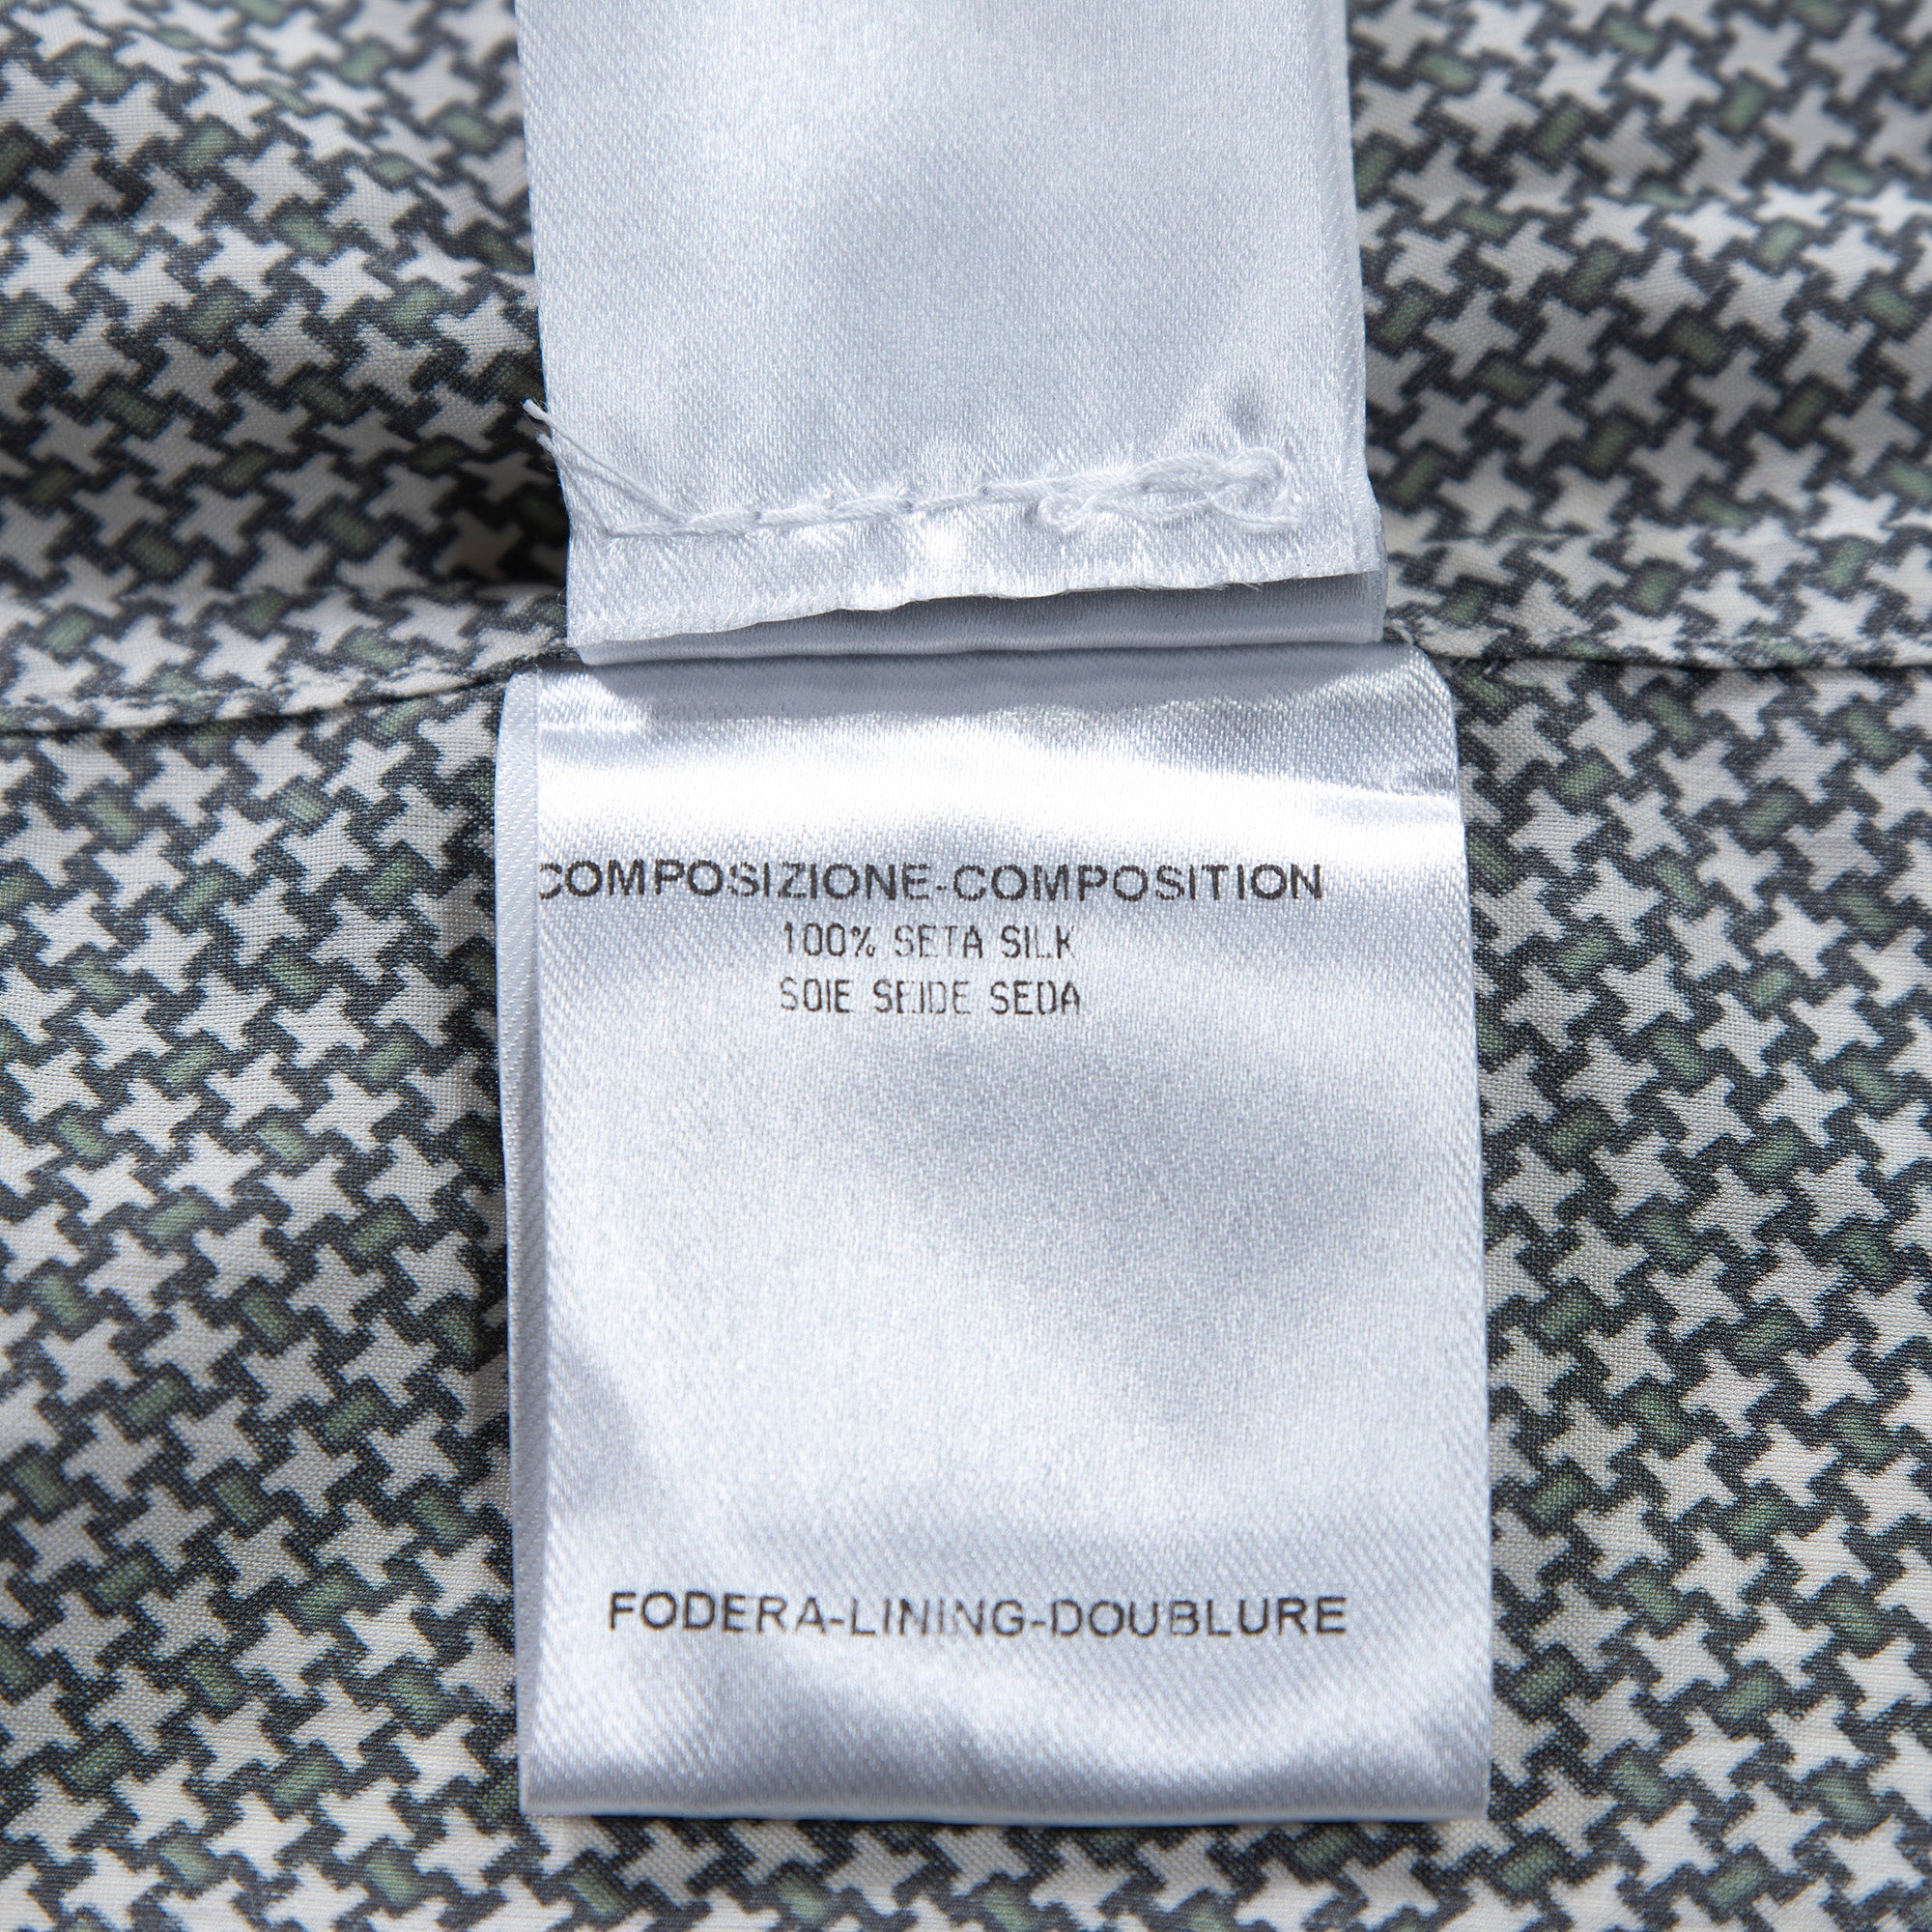 COMPOSIZIONE-COMPOSITION
100% SETA SILK
SOIE SEIDE SEDA
FODERA-LINING-DOUBLURE